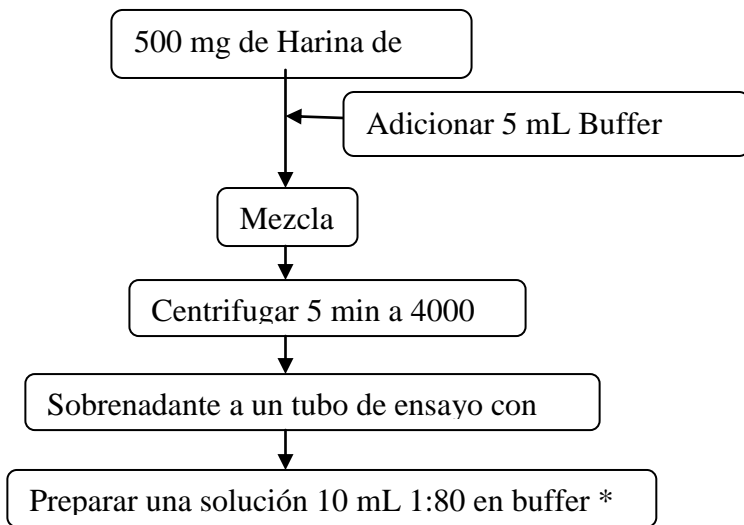 500 mg de Harina de
Adicionar 5 mL Buffer
Mezcla
Centrifugar 5 min a 4000
Sobrenadante a un tubo de ensayo con
Preparar una solución 10 mL 1:80 en buffer *